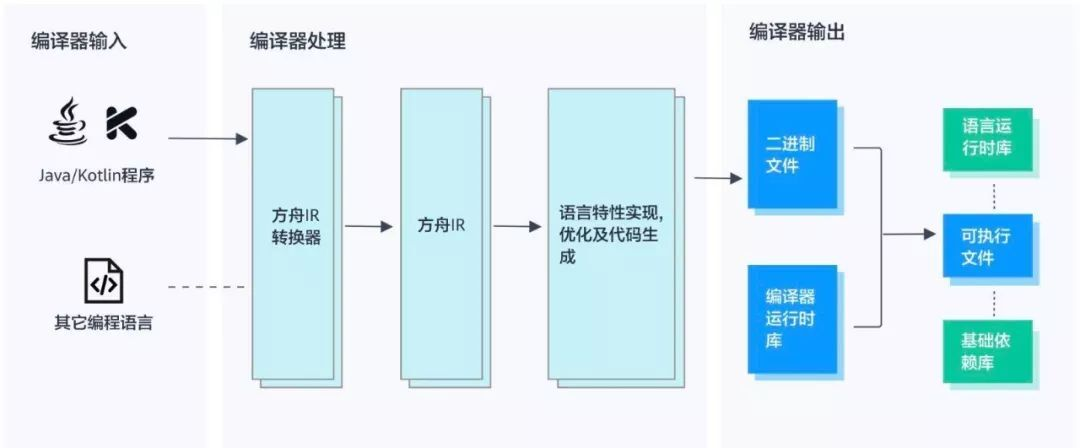 编译器输入
Java/Kotlin程序
</>
其它编程语言
编译器处理
方舟IR
转换器
方舟IR
语言特性实现,
优化及代码生
成
编译器输出
二进制
文件
编译器
运行时
库
语言运
行时库
可执行
文件
基础依
赖库